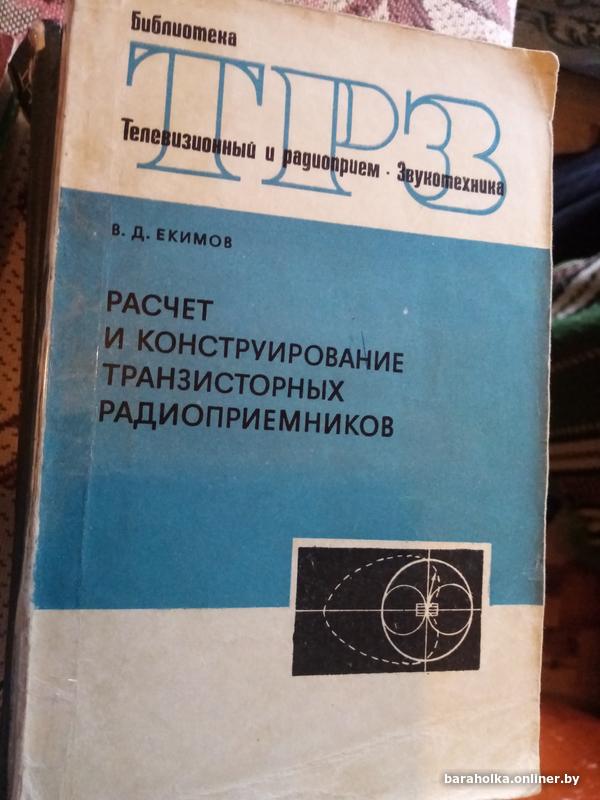 Библиотека
ТРЗ
Телевизионный и радиоприем · Звукотехника
В. Д. ЕКИМОВ
РАСЧЕТ
И КОНСТРУИРОВАНИЕ
ТРАНЗИСТОРНЫХ
РАДИОПРИЕМНИКОВ
baraholka.onliner.by